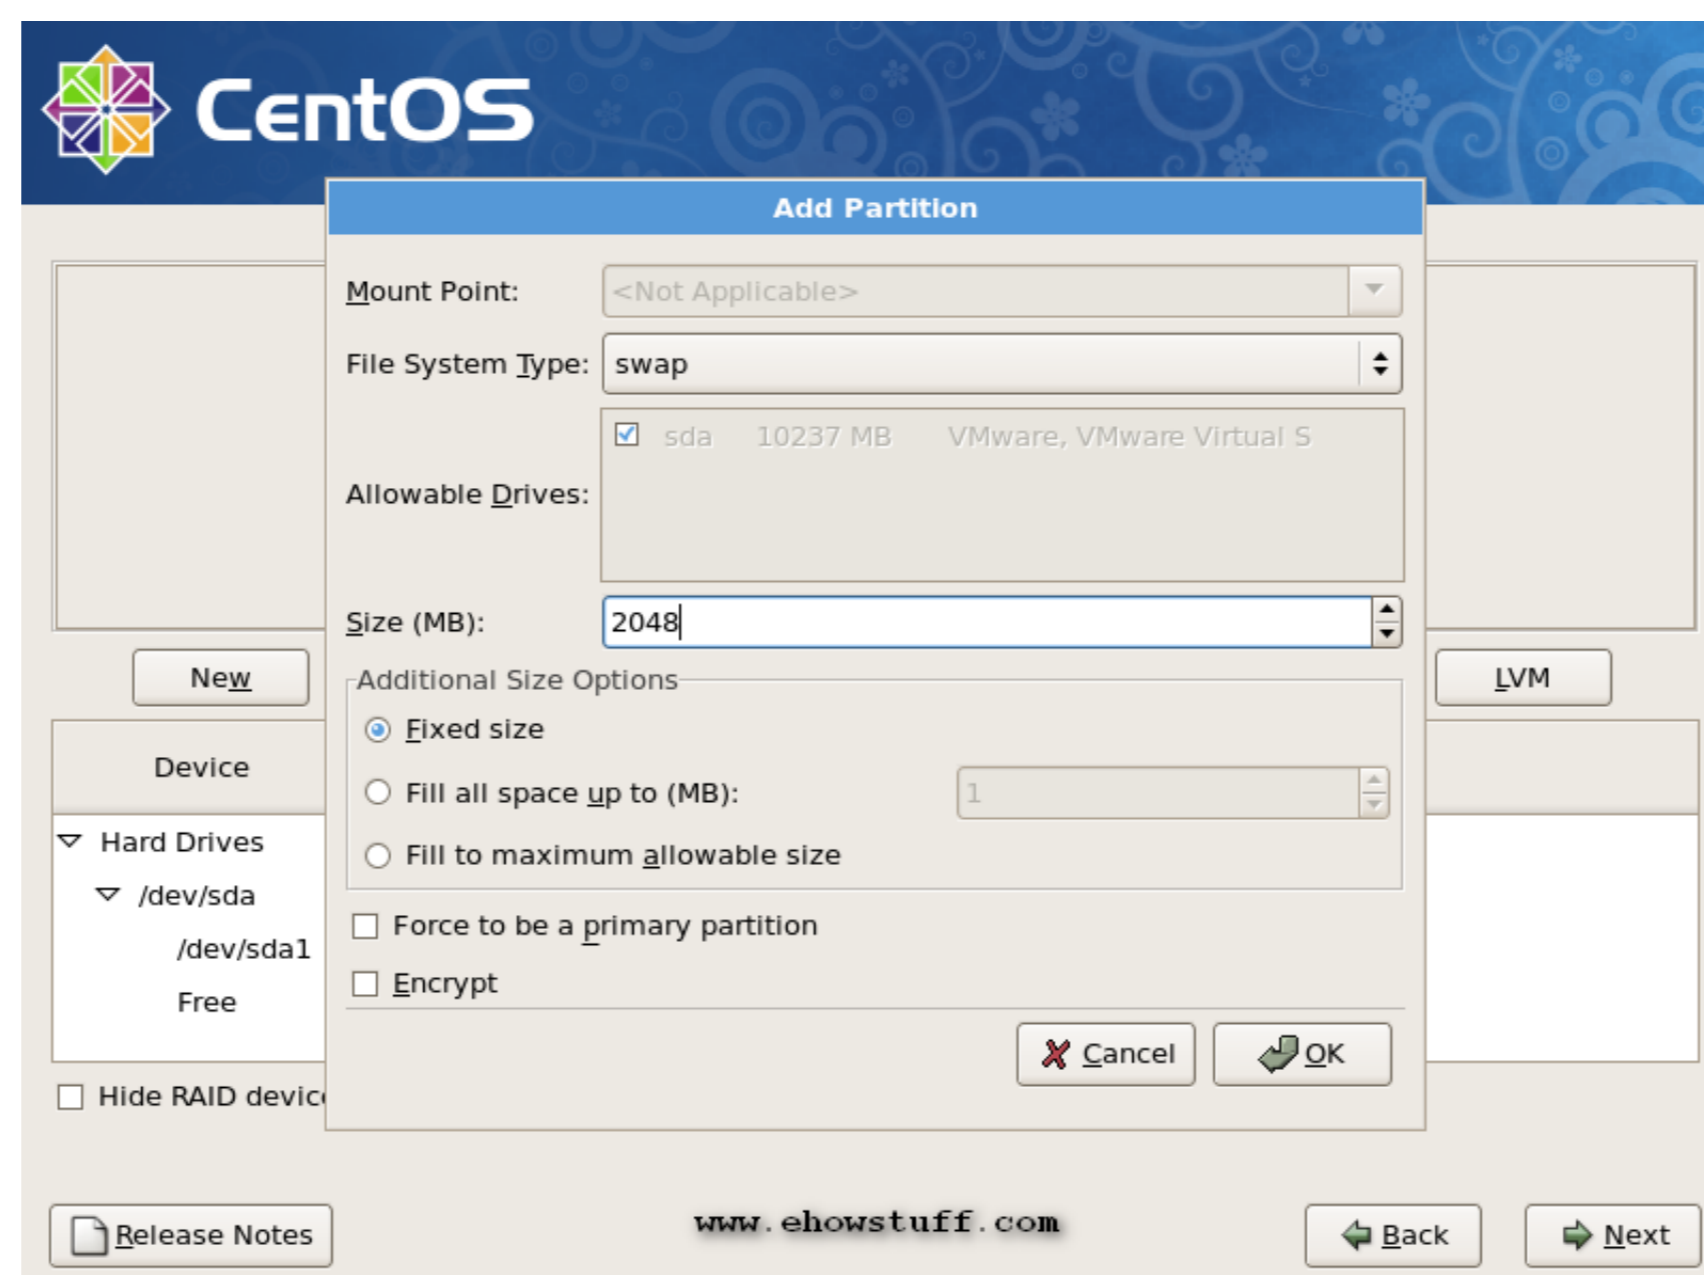 CentOS
Add Partition
Mount Point: <Not Applicable>
File System Type: swap
sda 10237 MB VMware, VMware Virtual S
Allowable Drives:
Size (MB): 2048
New
LVM
Additional Size Options
Fixed size
Device
Fill all space up to (MB): 1
Hard Drives
Fill to maximum allowable size
/dev/sda
Force to be a primary partition
/dev/sda1
Encrypt
Free
Cancel OK
Hide RAID devic
www.ehowstuff.com
Release Notes
Back Next